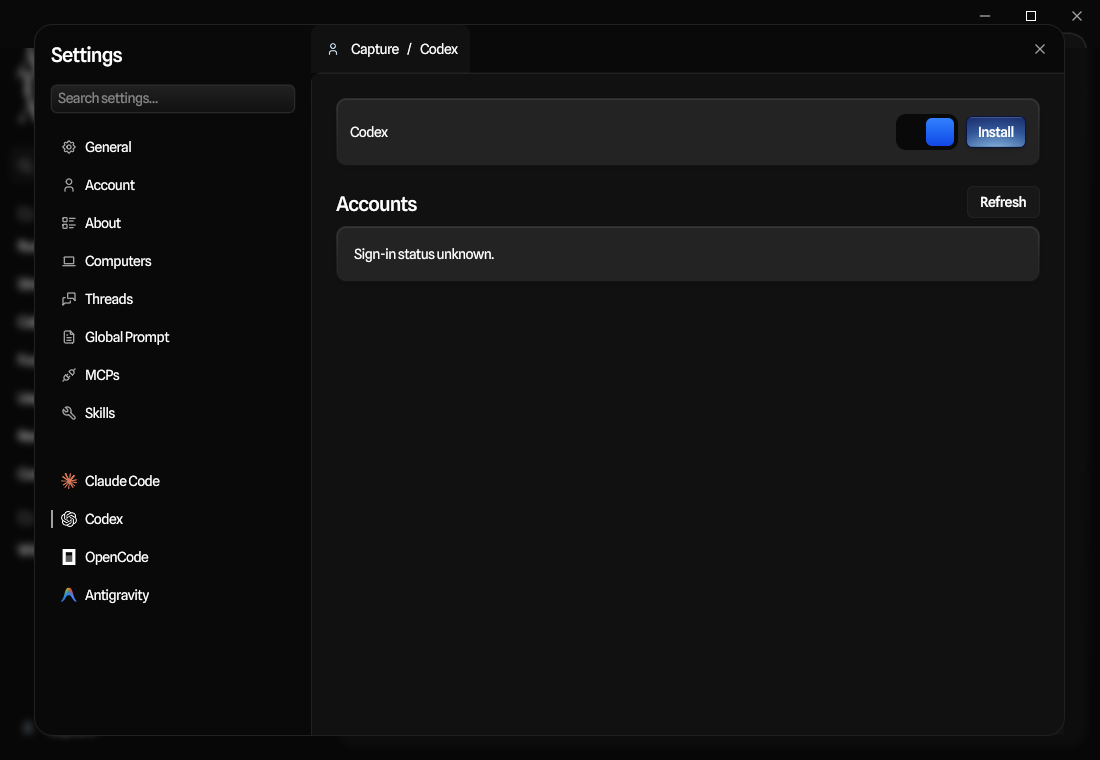 Settings
Search settings...
General
Account
About
Computers
Threads
Global Prompt
MCPs
Skills
Claude Code
Codex
OpenCode
Antigravity
Capture / Codex
Codex
Install
Accounts
Refresh
Sign-in status unknown.